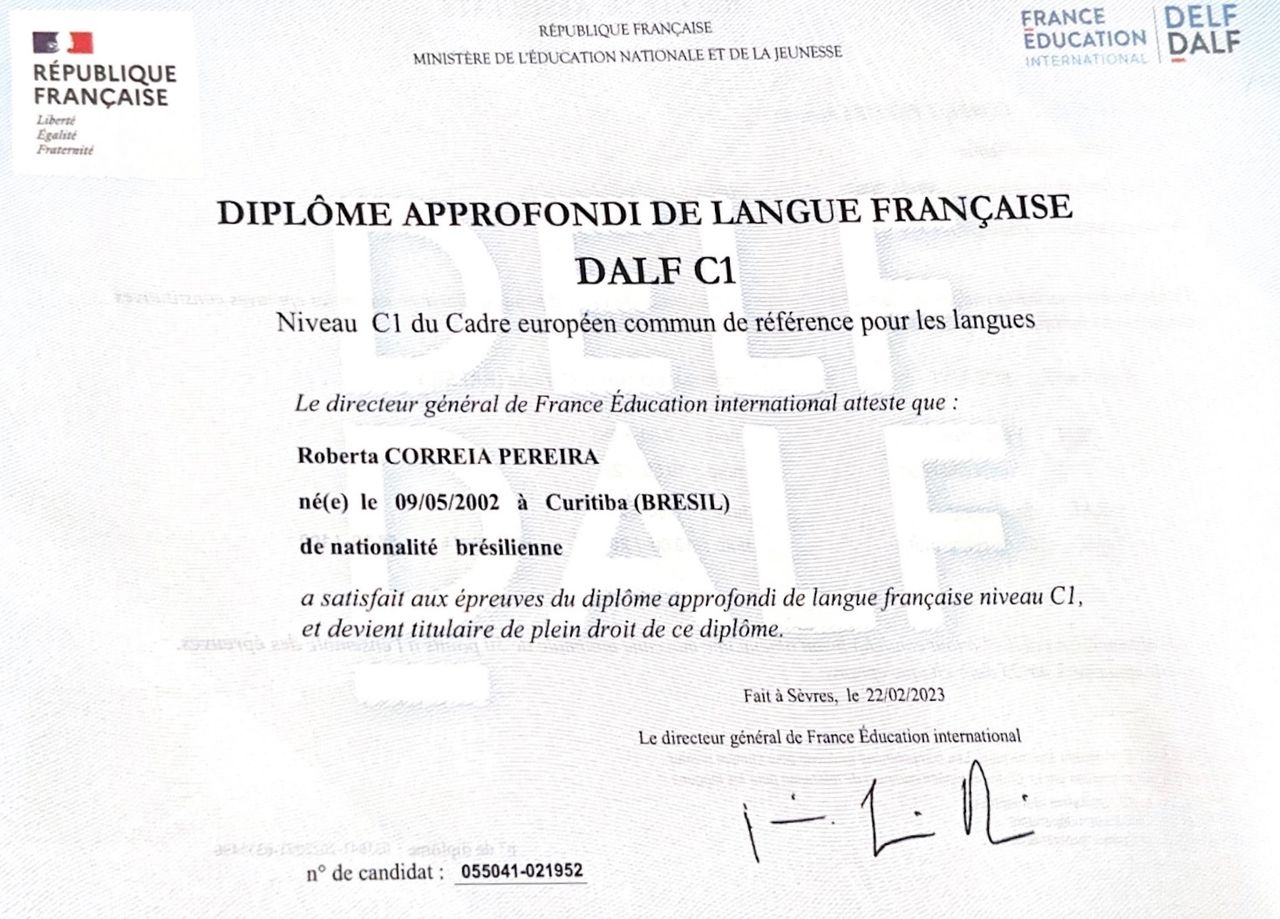 RÉPUBLIQUE
FRANÇAISE
Liberté
Égalité
Fraternité
RÉPUBLIQUE FRANÇAISE
MINISTÈRE DE L'ÉDUCATION NATIONALE ET DE LA JEUNESSE
FRANCE
ÉDUCATION
INTERNATIONAL
DELF
DALF
DIPLÔME APPROFONDI DE LANGUE FRANÇAISE
DALF C1
Niveau C1 du Cadre européen commun de référence pour les langues
Le directeur général de France Éducation international atteste que :
Roberta CORREIA PEREIRA
né(e) le 09/05/2002 à Curitiba (BRESIL)
de nationalité brésilienne
a satisfait aux épreuves du diplôme approfondi de langue française niveau C1,
et devient titulaire de plein droit de ce diplôme.
Fait à Sèvres, le 22/02/2023
Le directeur général de France Éducation international
n° de candidat : 055041-021952
DELF
DALF